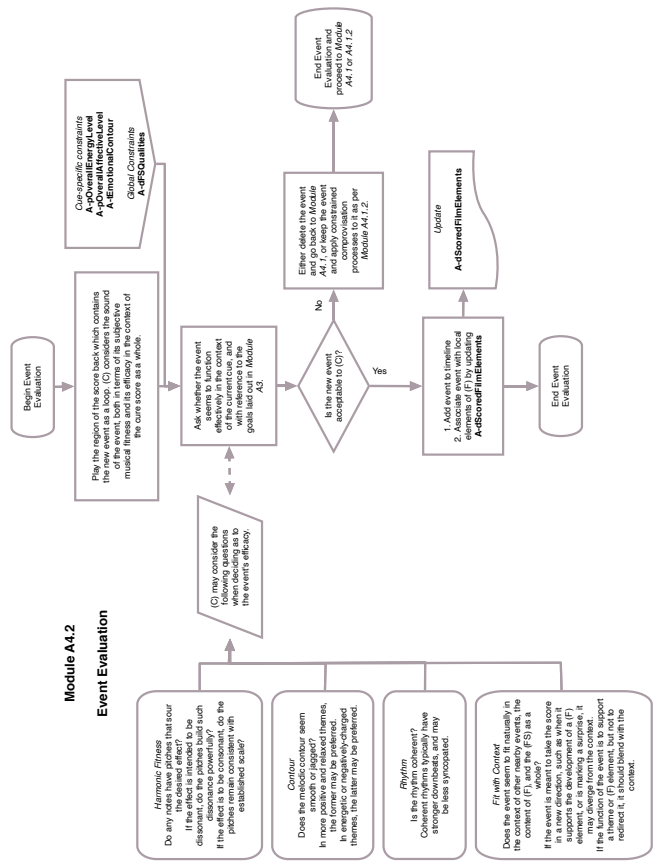 Module A4.2
Event Evaluation
Begin Event
Evaluation
Play the region of the score back which contains
the new event as a loop. (C) considers the sound
of the event, both in terms of its subjective
musical fitness and its efficacy in the context of
the cure score as a whole.
Cue-specific constraints
A-pOverallEnergyLevel
A-pOverallAffectiveLevel
A-tEmotionalContour
Global Constraints
A-dFSQualities
Ask whether the event
seems to function
effectively in the context
of the current cue, and
with reference to the
goals laid out in Module
A3.
(C) may consider the
following questions
when deciding as to
the event's efficacy.
Harmonic Fitness
Do any notes have pitches that sour
the desired effect?
If the effect is intended to be
dissonant, do the pitches build such
dissonance powerfully?
If the effect is to be consonant, do the
pitches remain consistent with
established scale?
Contour
Does the melodic contour seem
smooth or jagged?
In more positive and relaxed themes,
the former may be preferred.
In energetic or negatively-charged
themes, the latter may be preferred.
Rhythm
Is the rhythm coherent?
Coherent rhythms typically have
stronger downbeats, and may
be less syncopated.
Fit with Context
Does the event seem to fit naturally in
the context of other nearby events, the
content of (F), and the (FS) as a
whole?
If the event is meant to take the score
in a new direction, such as when it
supports the development of a (F)
element, or is marking a surprise, it
may diverge from the context.
If the function of the event is to support
a theme or (F) element, but not to
redirect it, it should blend with the
context.
Is the new event
acceptable to (C)?
No
Yes
Either delete the event
and go back to Module
A4.1, or keep the event
and apply constrained
comprovisation
processes to it as per
Module A4.1.2.
End Event
Evaluation and
proceed to Module
A4.1 or A4.1.2
1. Add event to timeline
2. Associate event with local
elements of (F) by updating
A-dScoredFilmElements
Update
A-dScoredFilmElements
End Event
Evaluation